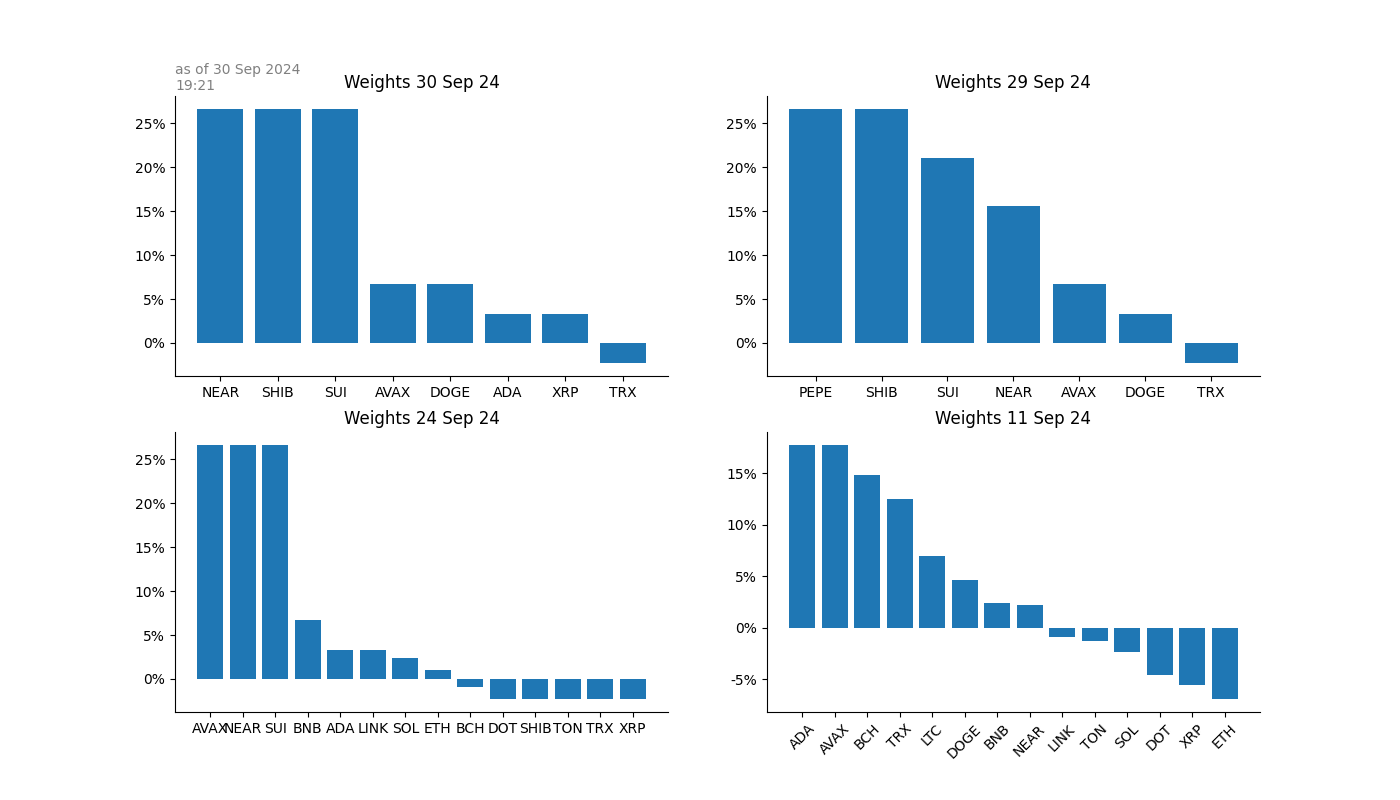 as of 30 Sep 2024
19:21
Weights 30 Sep 24
25%
20%
15%
10%
5%
0%
NEAR SHIB SUI AVAX DOGE ADA XRP TRX
Weights 29 Sep 24
25%
20%
15%
10%
5%
0%
PEPE SHIB SUI NEAR AVAX DOGE TRX
Weights 24 Sep 24
25%
20%
15%
10%
5%
0%
AVAX NEAR SUI BNB ADA LINK SOL ETH BCH DOT SHIB TON TRX XRP
Weights 11 Sep 24
15%
10%
5%
0%
-5%
ADA AVAX BCH TRX LTC DOGE BNB NEAR LINK TON SOL DOT XRP ETH